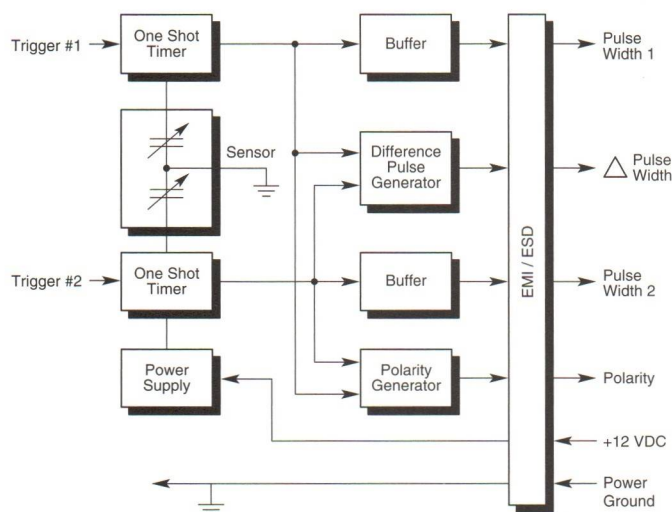 Trigger #1
One Shot
Timer
Buffer
Pulse
Width 1
Sensor
Difference
Pulse
Generator
Pulse
Width
Trigger #2
One Shot
Timer
Buffer
Pulse
Width 2
EMI / ESD
Power
Supply
Polarity
Generator
Polarity
+12 VDC
Power
Ground